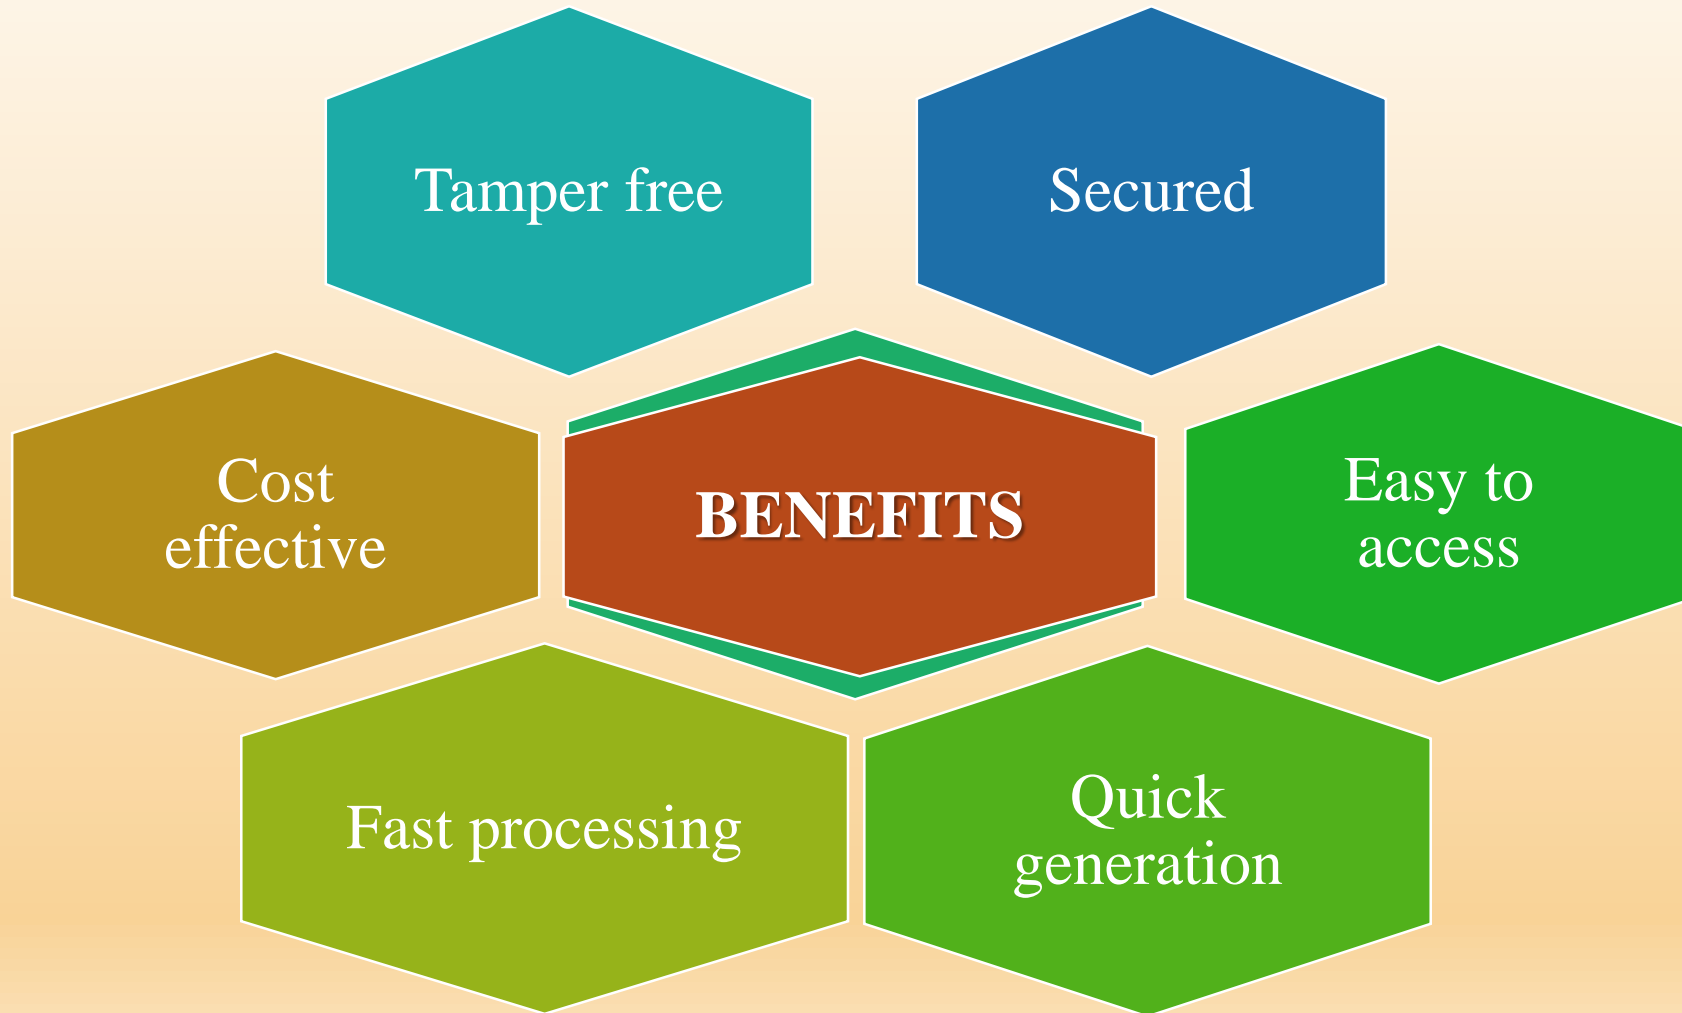 Tamper free
Secured
Cost
effective
BENEFITS
Easy to
access
Fast processing
Quick
generation